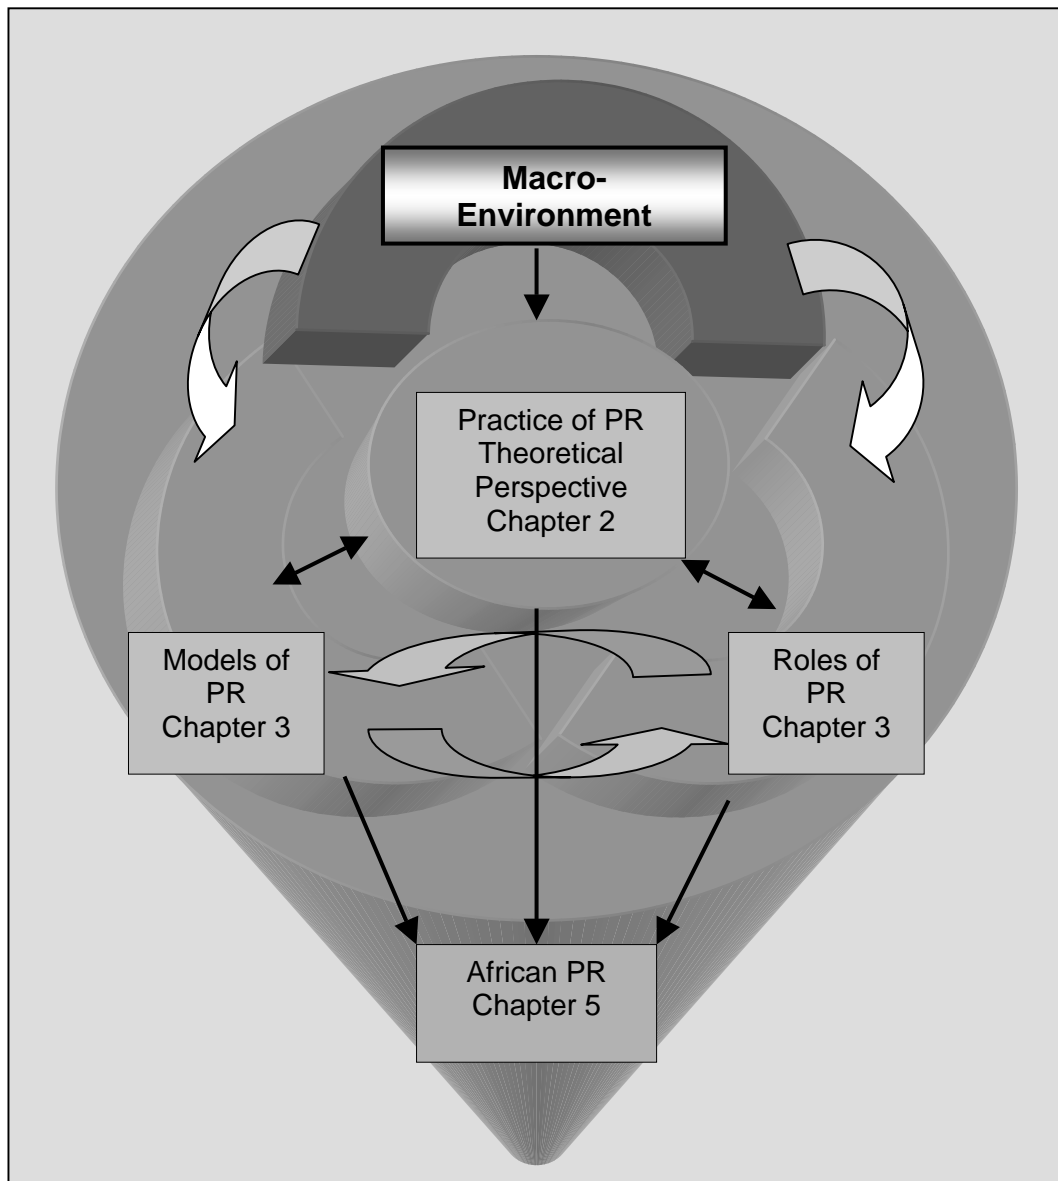 Macro-
Environment
Practice of PR
Theoretical
Perspective
Chapter 2
Models of
PR
Chapter 3
Roles of
PR
Chapter 3
African PR
Chapter 5